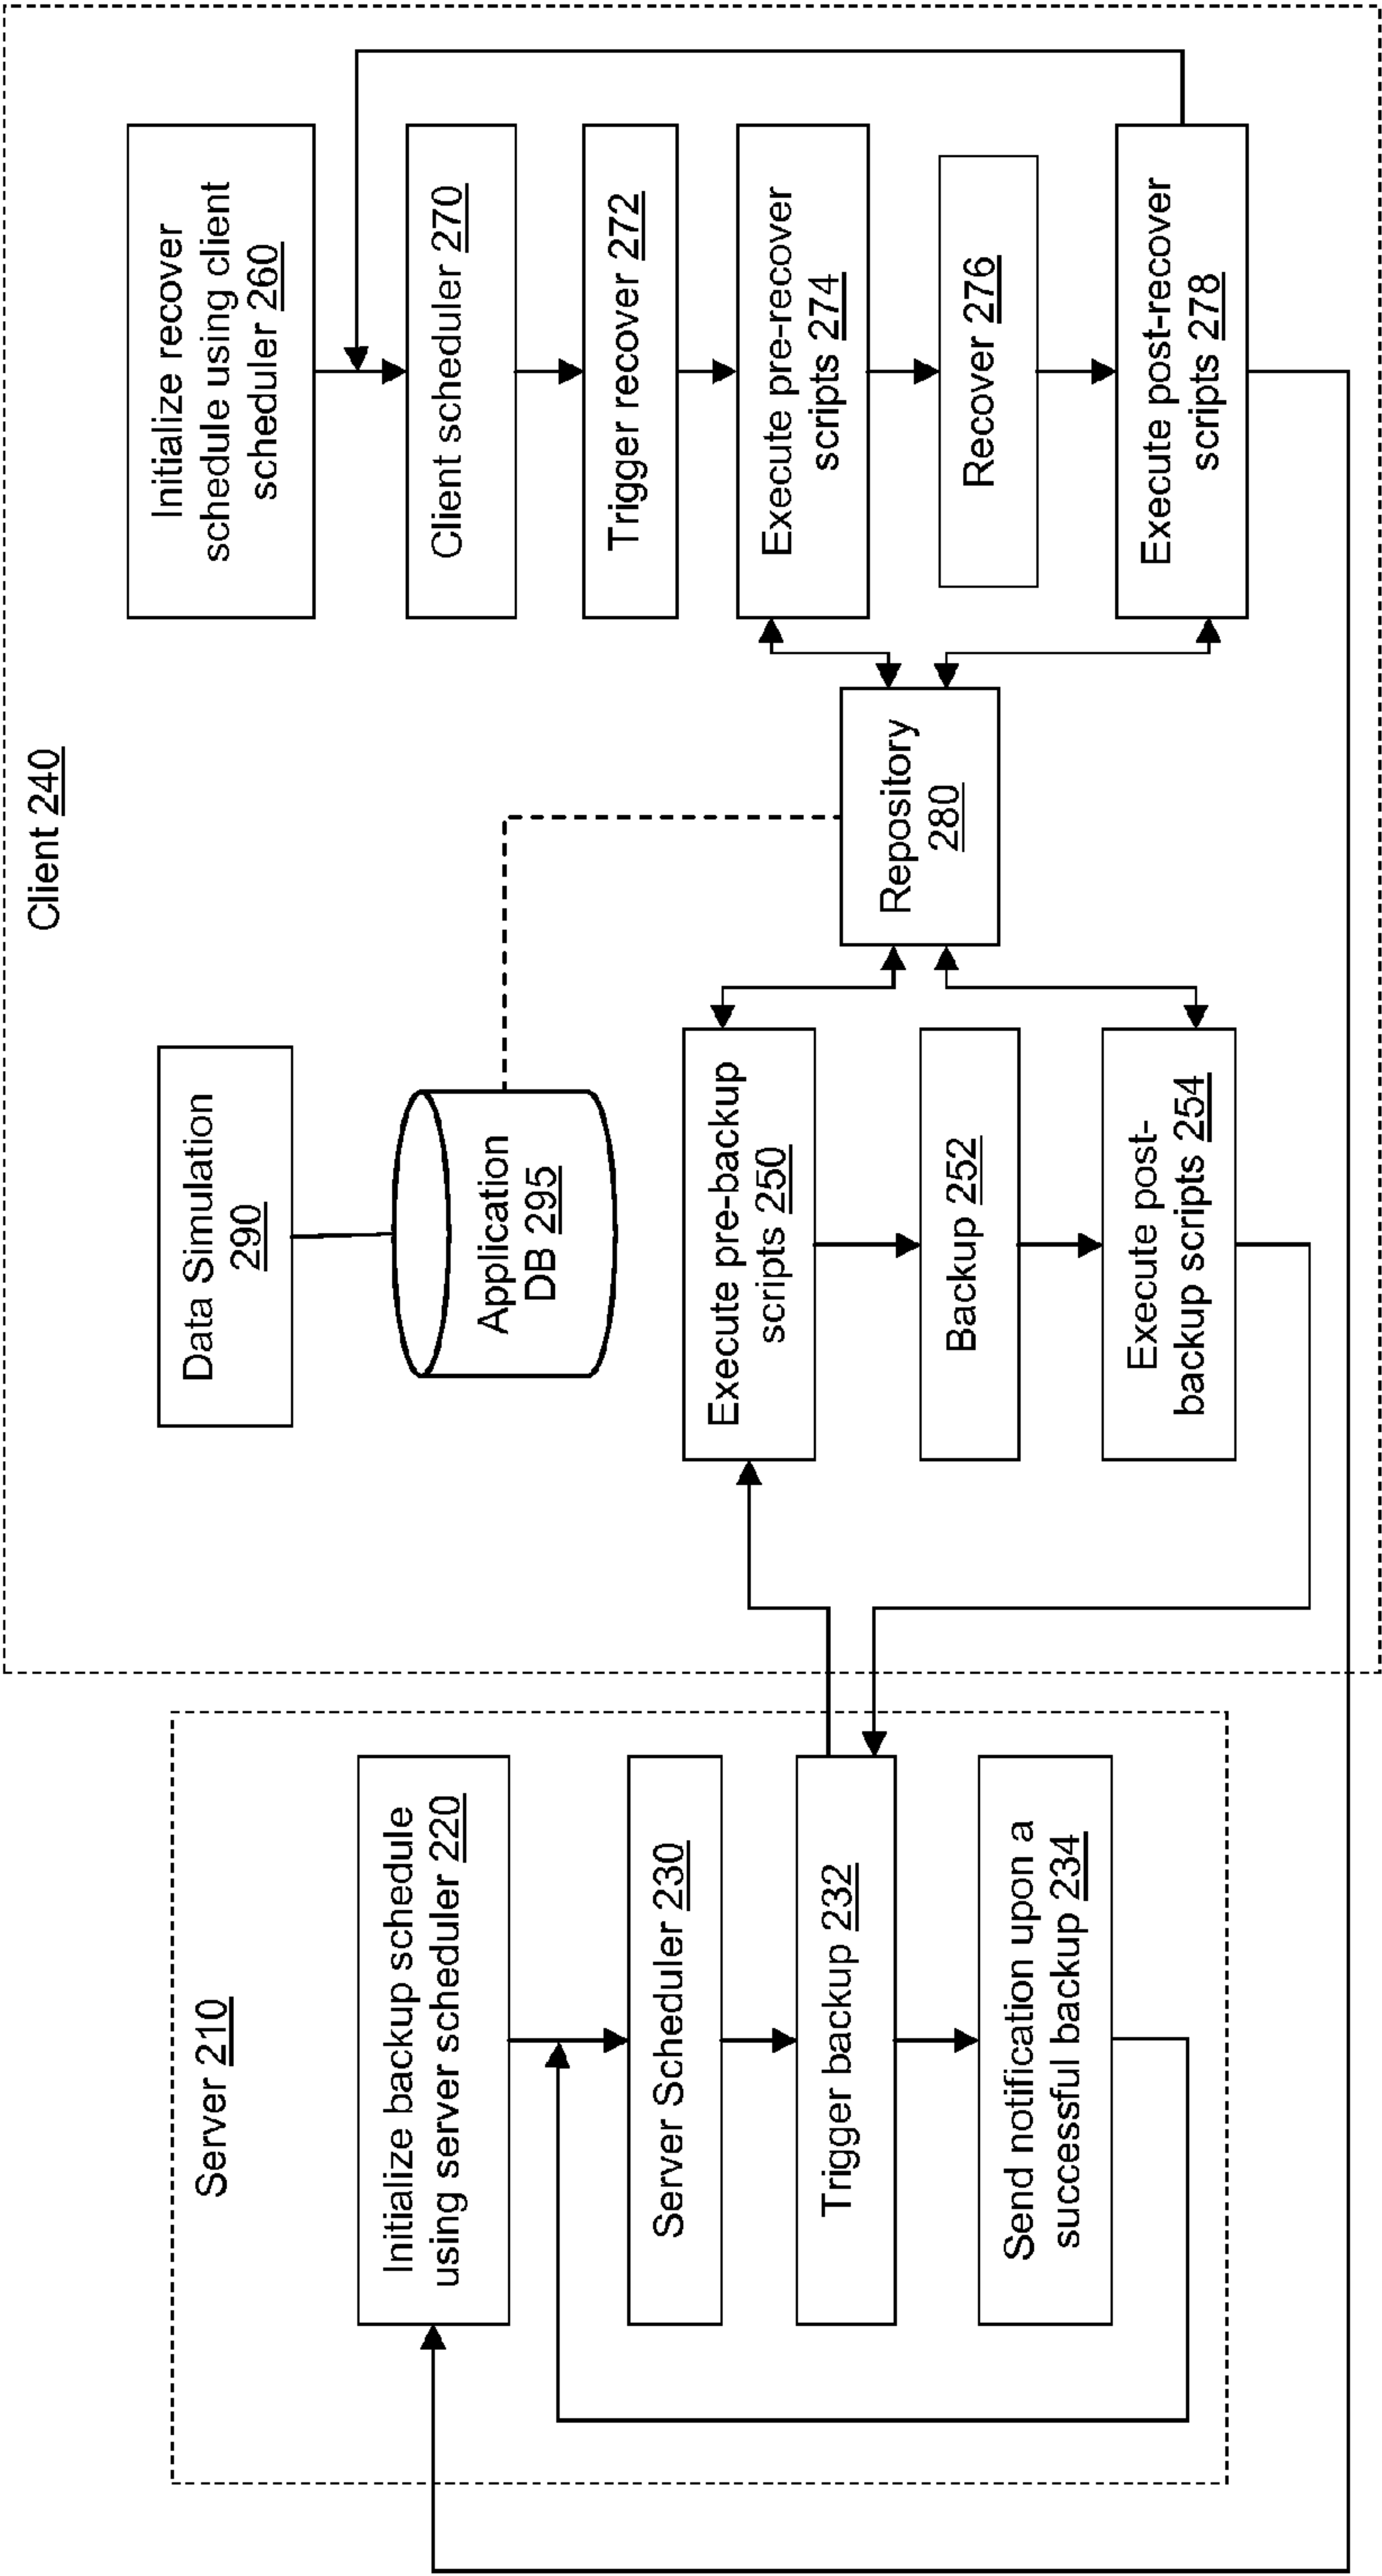 Server 210
Initialize backup schedule
using server scheduler 220
Server Scheduler 230
Trigger backup 232
Send notification upon a
successful backup 234
Client 240
Data Simulation
290
Application
DB 295
Execute pre-backup
scripts 250
Backup 252
Execute post-
backup scripts 254
Repository
280
Initialize recover
schedule using client
scheduler 260
Client scheduler 270
Trigger recover 272
Execute pre-recover
scripts 274
Recover 276
Execute post-recover
scripts 278